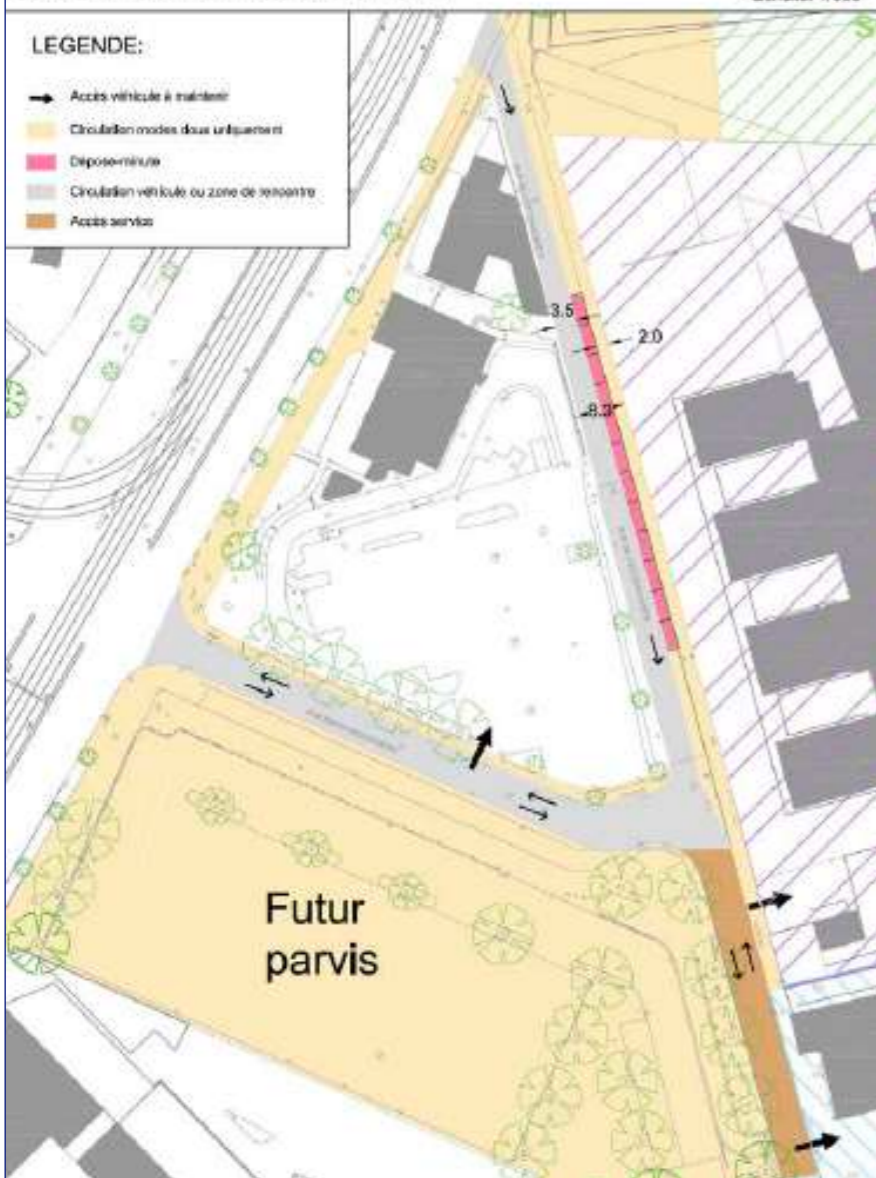 LEGENDE:
Accès véhicule à maintenir
Circulation modes doux uniquement
Dépose-minute
Circulation véhicule ou zone de rencontre
Accès service
S
3.5
2.0
8.3
Futur
parvis